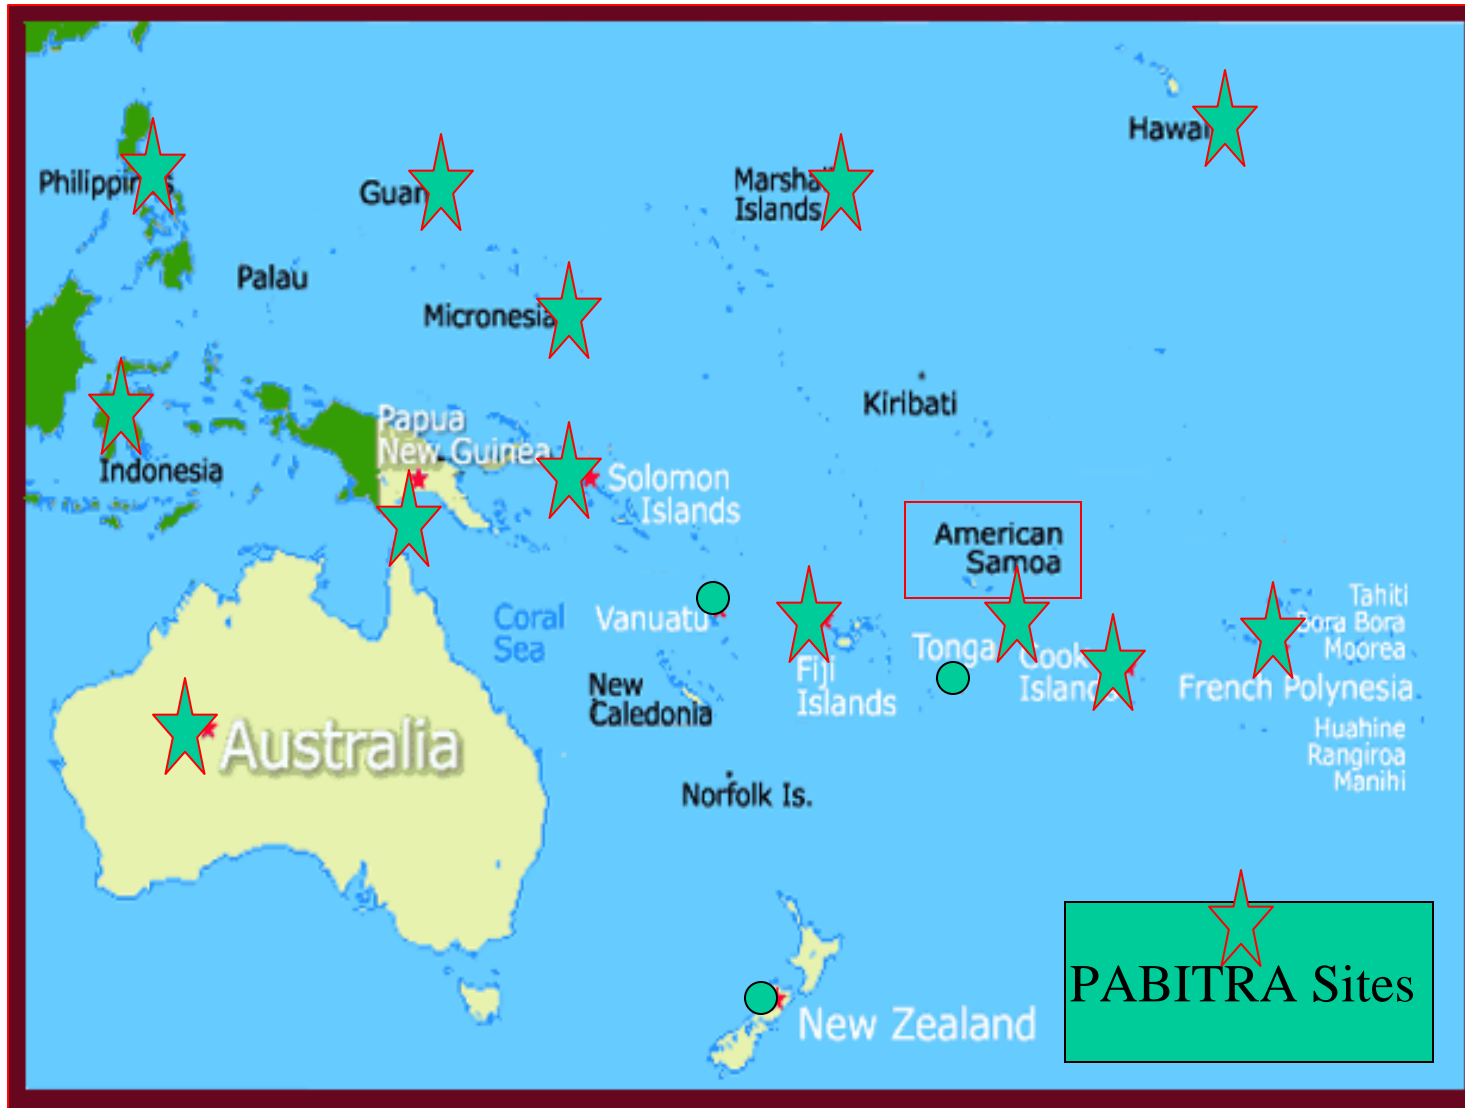 Hawaii
Philippines
Guam
Marshall
Islands
Palau
Micronesia
Kiribati
Papua
New Guinea
Indonesia
Solomon
Islands
American
Samoa
Coral
Sea
Vanuatu
Fiji
Islands
Tonga
Cook
Islands
Tahiti
Bora Bora
Moorea
French Polynesia
Huahine
Rangiroa
Manihi
New
Caledonia
Australia
Norfolk Is.
New Zealand
PABITRA Sites